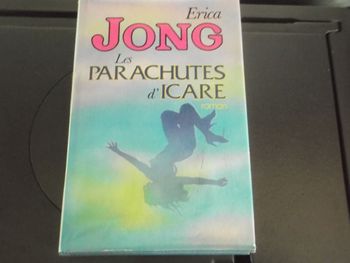 Erica
JONG
Les
PARACHUTES
d'ICARE
roman